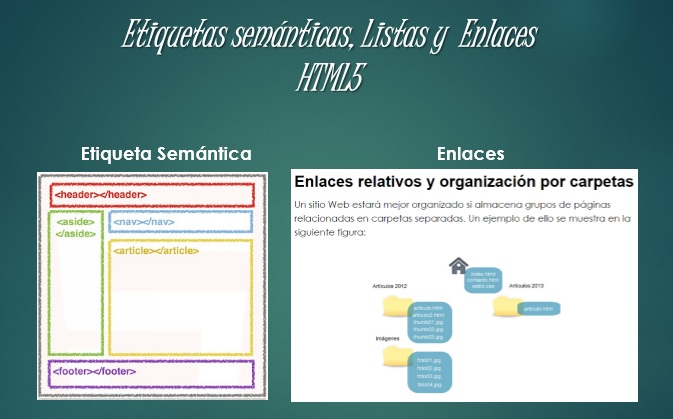 Etiquetas semánticas, Listas y Enlaces
HTML5
Etiqueta Semántica
Enlaces
<header></header>
<aside>
</aside>
<nav></nav>
<article></article>
<footer></footer>
Enlaces relativos y organización por carpetas
Un sitio Web estará mejor organizado si almacena grupos de páginas
relacionadas en carpetas separadas. Un ejemplo de ello se muestra en la
siguiente figura:
index.html
contacto.html
estilo.css
Artículos 2012
articulo.html
articulo2.html
thumb01.jpg
thumb02.jpg
thumb03.jpg
Artículos 2013
articulo.html
Imágenes
foto01.jpg
foto02.jpg
foto03.jpg
foto04.jpg